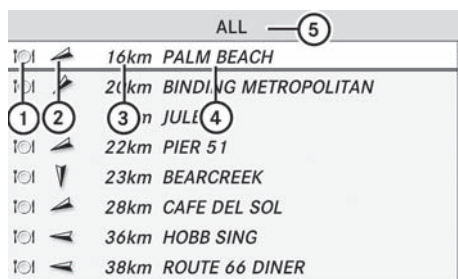 ALL 5
16km PALM BEACH
20km BINDING METROPOLITAN
1 2 3 4
22km PIER 51
23km BEARCREEK
28km CAFE DEL SOL
36km HOBB SING
38km ROUTE 66 DINER